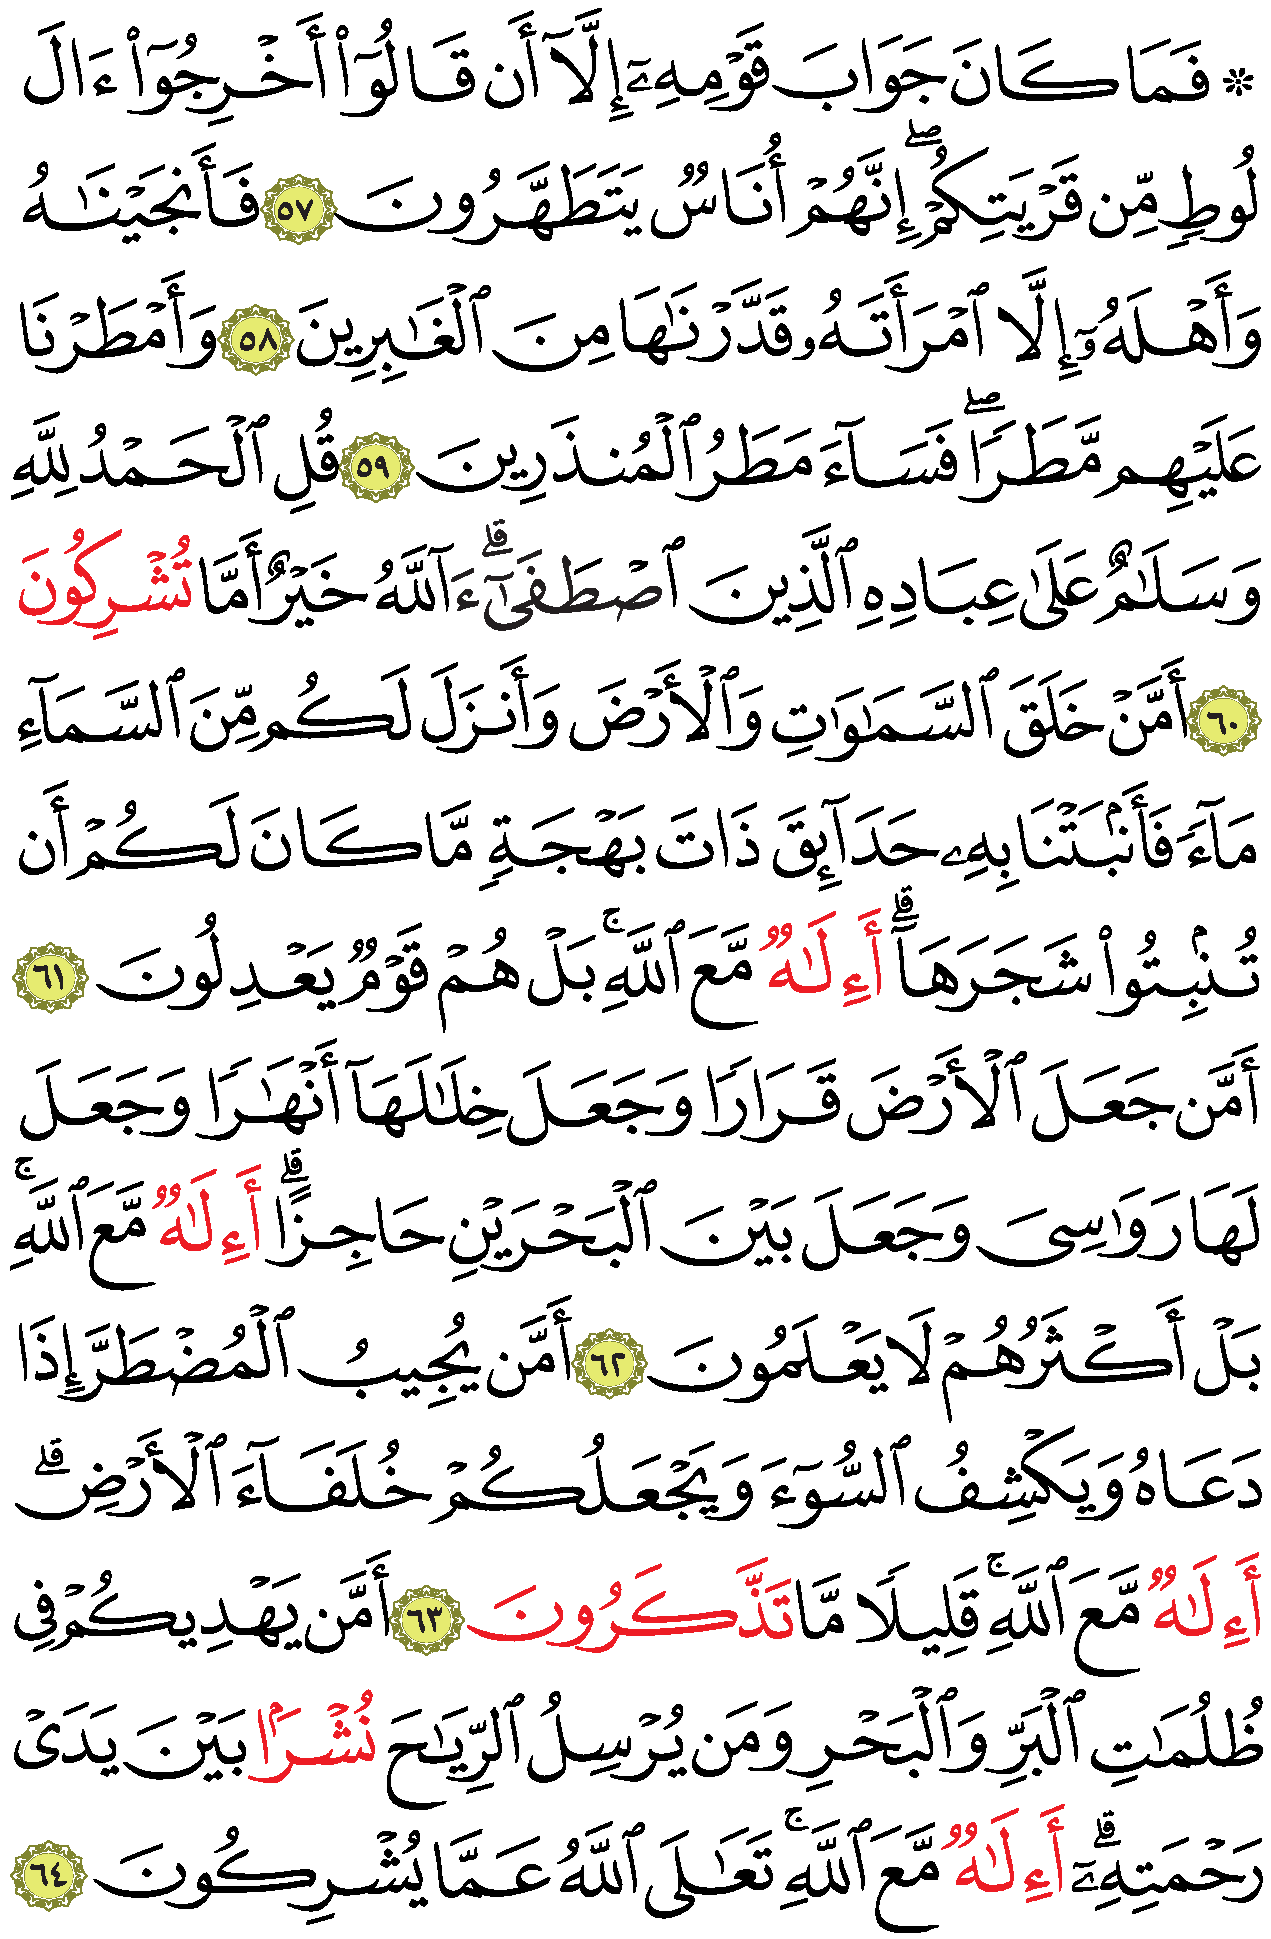 ۞ فَمَا كَانَ جَوَابَ قَوْمِهِۦٓ إِلَّآ أَن قَالُوٓا۟ أَخْرِجُوٓا۟ ءَالَ
لُوطٍ مِّن قَرْيَتِكُمْ ۖ إِنَّهُمْ أُنَاسٌ يَتَطَهَّرُونَ ٥٧ فَأَنجَيْنَٰهُ
وَأَهْلَهُۥٓ إِلَّا ٱمْرَأَتَهُۥ قَدَّرْنَٰهَا مِنَ ٱلْغَٰبِرِينَ ٥٨ وَأَمْطَرْنَا
عَلَيْهِم مَّطَرًا ۖ فَسَآءَ مَطَرُ ٱلْمُنذَرِينَ ٥٩ قُلِ ٱلْحَمْدُ لِلَّهِ
وَسَلَٰمٌ عَلَىٰ عِبَادِهِ ٱلَّذِينَ ٱصْطَفَىٰٓ ۗ ءَآللَّهُ خَيْرٌ أَمَّا تُشْرِكُونَ
٦٠ أَمَّنْ خَلَقَ ٱلسَّمَٰوَٰتِ وَٱلْأَرْضَ وَأَنزَلَ لَكُم مِّنَ ٱلسَّمَآءِ
مَآءً فَأَنۢبَتْنَا بِهِۦ حَدَآئِقَ ذَاتَ بَهْجَةٍ مَّا كَانَ لَكُمْ أَن
تُنۢبِتُوا۟ شَجَرَهَآ ۗ أَءِلَٰهٌ مَّعَ ٱللَّهِ ۚ بَلْ هُمْ قَوْمٌ يَعْدِلُونَ ٦١
أَمَّن جَعَلَ ٱلْأَرْضَ قَرَارًا وَجَعَلَ خِلَٰلَهَآ أَنْهَٰرًا وَجَعَلَ
لَهَا رَوَٰسِىَ وَجَعَلَ بَيْنَ ٱلْبَحْرَيْنِ حَاجِزًا ۗ أَءِلَٰهٌ مَّعَ ٱللَّهِ ۚ
بَلْ أَكْثَرُهُمْ لَا يَعْلَمُونَ ٦٢ أَمَّن يُجِيبُ ٱلْمُضْطَرَّ إِذَا
دَعَاهُ وَيَكْشِفُ ٱلسُّوٓءَ وَيَجْعَلُكُمْ خُلَفَآءَ ٱلْأَرْضِ ۗ
أَءِلَٰهٌ مَّعَ ٱللَّهِ ۚ قَلِيلًا مَّا تَذَّكَّرُونَ ٦٣ أَمَّن يَهْدِيكُمْ فِى
ظُلُمَٰتِ ٱلْبَرِّ وَٱلْبَحْرِ وَمَن يُرْسِلُ ٱلرِّيَٰحَ نُشْرًۢا بَيْنَ يَدَىْ
رَحْمَتِهِۦٓ ۗ أَءِلَٰهٌ مَّعَ ٱللَّهِ ۚ تَعَٰلَى ٱللَّهُ عَمَّا يُشْرِكُونَ ٦٤